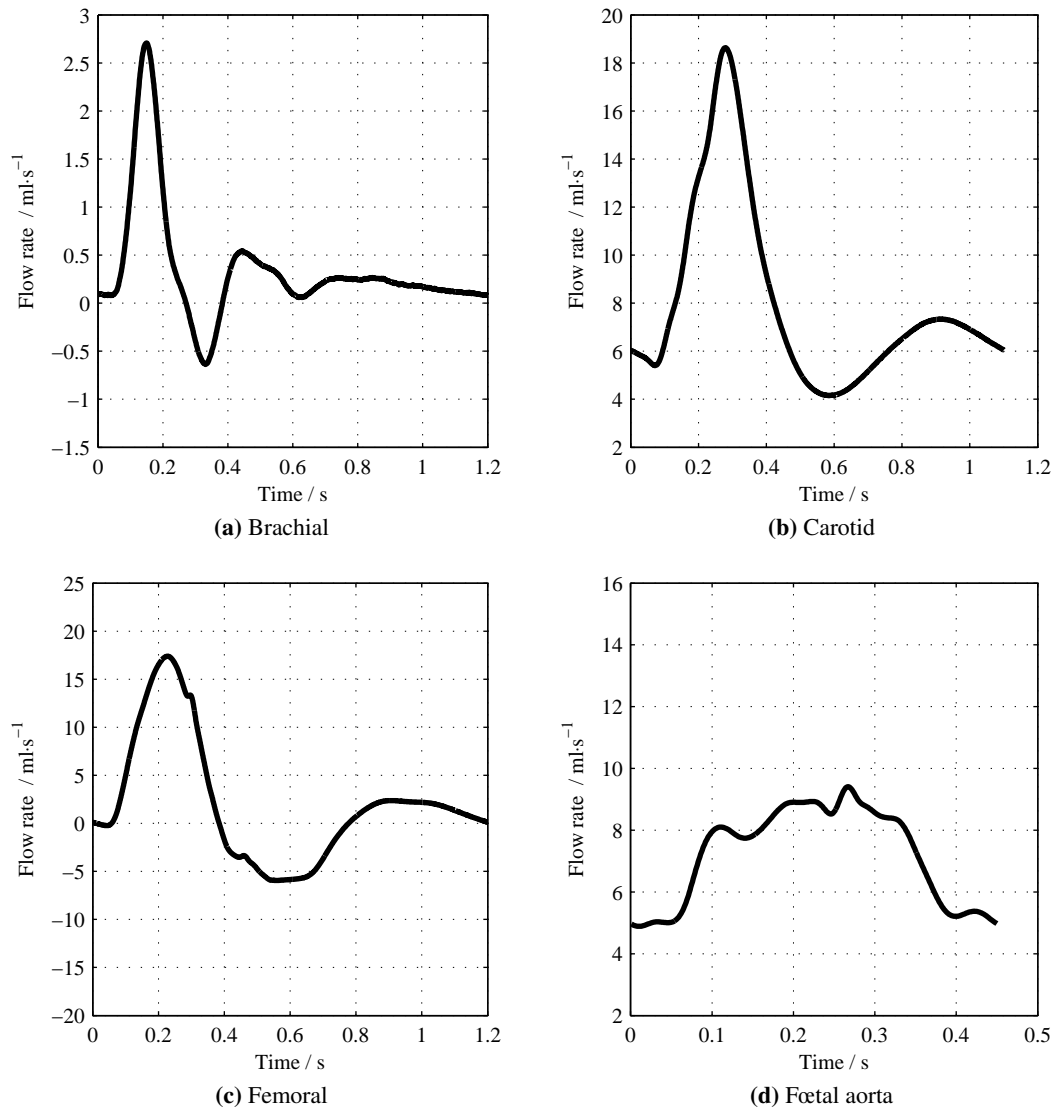 3
2.5
2
1.5
1
0.5
0
−0.5
−1
−1.5
0 0.2 0.4 0.6 0.8 1 1.2
Flow rate / ml·s⁻¹
Time / s
(a) Brachial
20
18
16
14
12
10
8
6
4
2
0 0.2 0.4 0.6 0.8 1 1.2
Flow rate / ml·s⁻¹
Time / s
(b) Carotid
25
20
15
10
5
0
−5
−10
−15
−20
0 0.2 0.4 0.6 0.8 1 1.2
Flow rate / ml·s⁻¹
Time / s
(c) Femoral
16
14
12
10
8
6
4
2
0 0.1 0.2 0.3 0.4 0.5
Flow rate / ml·s⁻¹
Time / s
(d) Fœtal aorta